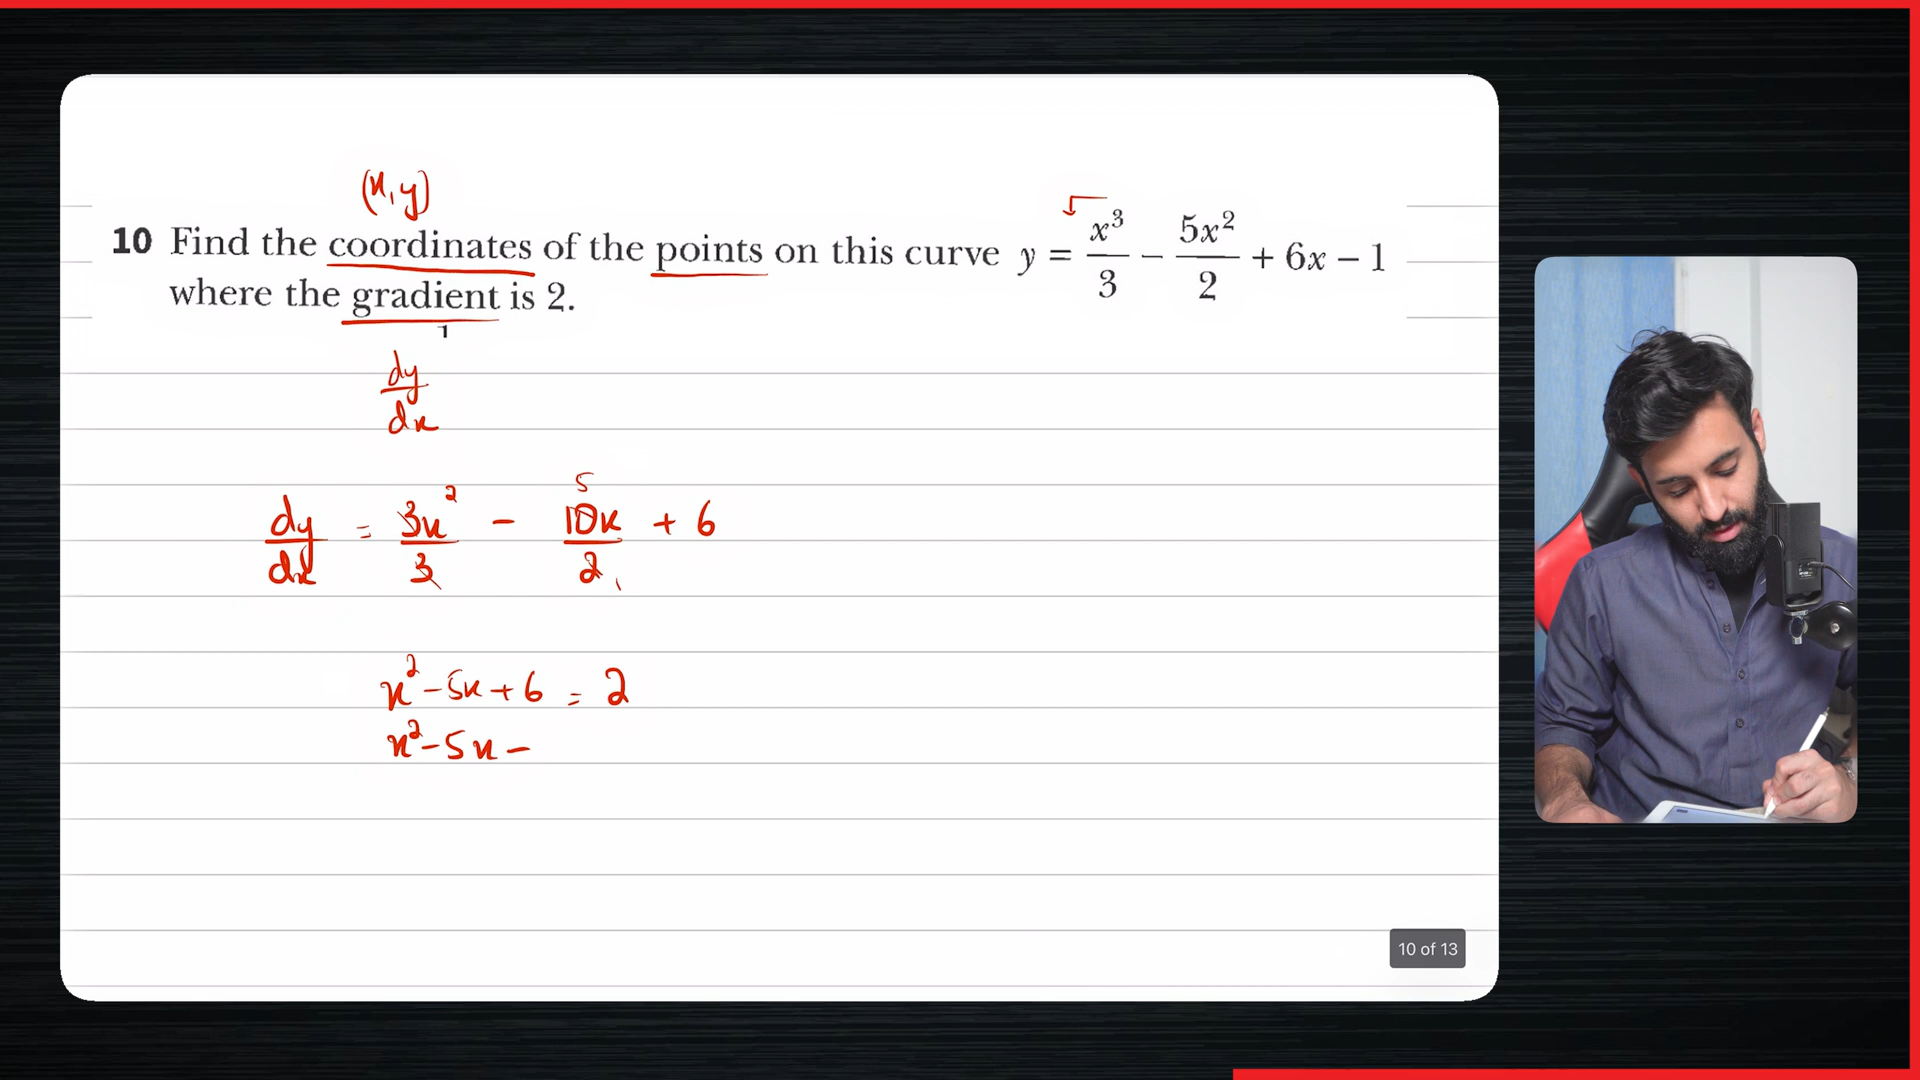 (x, y)
10 Find the coordinates of the points on this curve y = x³/3 − 5x²/2 + 6x − 1
where the gradient is 2.
dy/dx
dy/dx = 3x²/3 − 10x/2 + 6
5
1
x² − 5x + 6 = 2
x² − 5x −
10 of 13